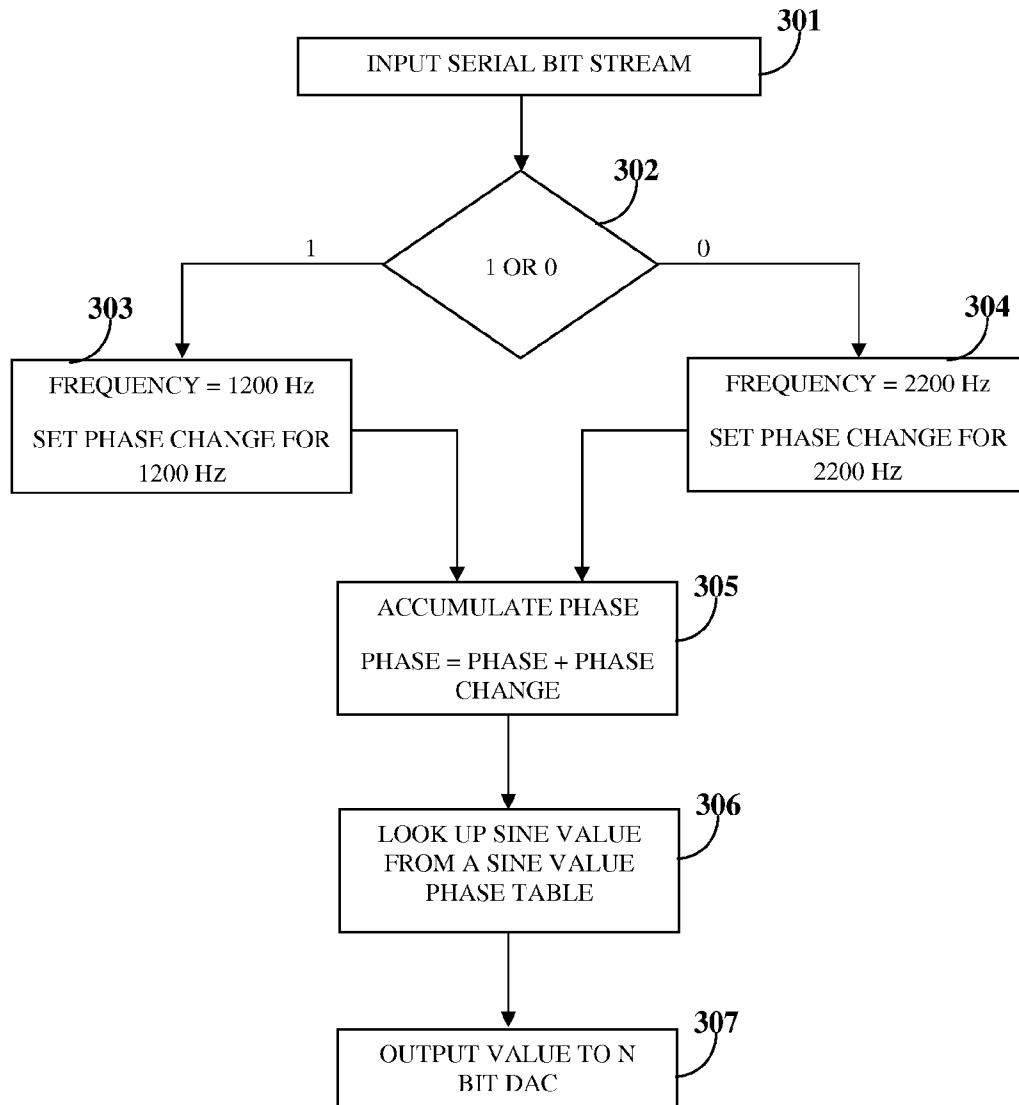 301
INPUT SERIAL BIT STREAM
302
1
1 OR 0
0
303
FREQUENCY = 1200 Hz
SET PHASE CHANGE FOR
1200 Hz
304
FREQUENCY = 2200 Hz
SET PHASE CHANGE FOR
2200 Hz
305
ACCUMULATE PHASE
PHASE = PHASE + PHASE
CHANGE
306
LOOK UP SINE VALUE
FROM A SINE VALUE
PHASE TABLE
307
OUTPUT VALUE TO N
BIT DAC